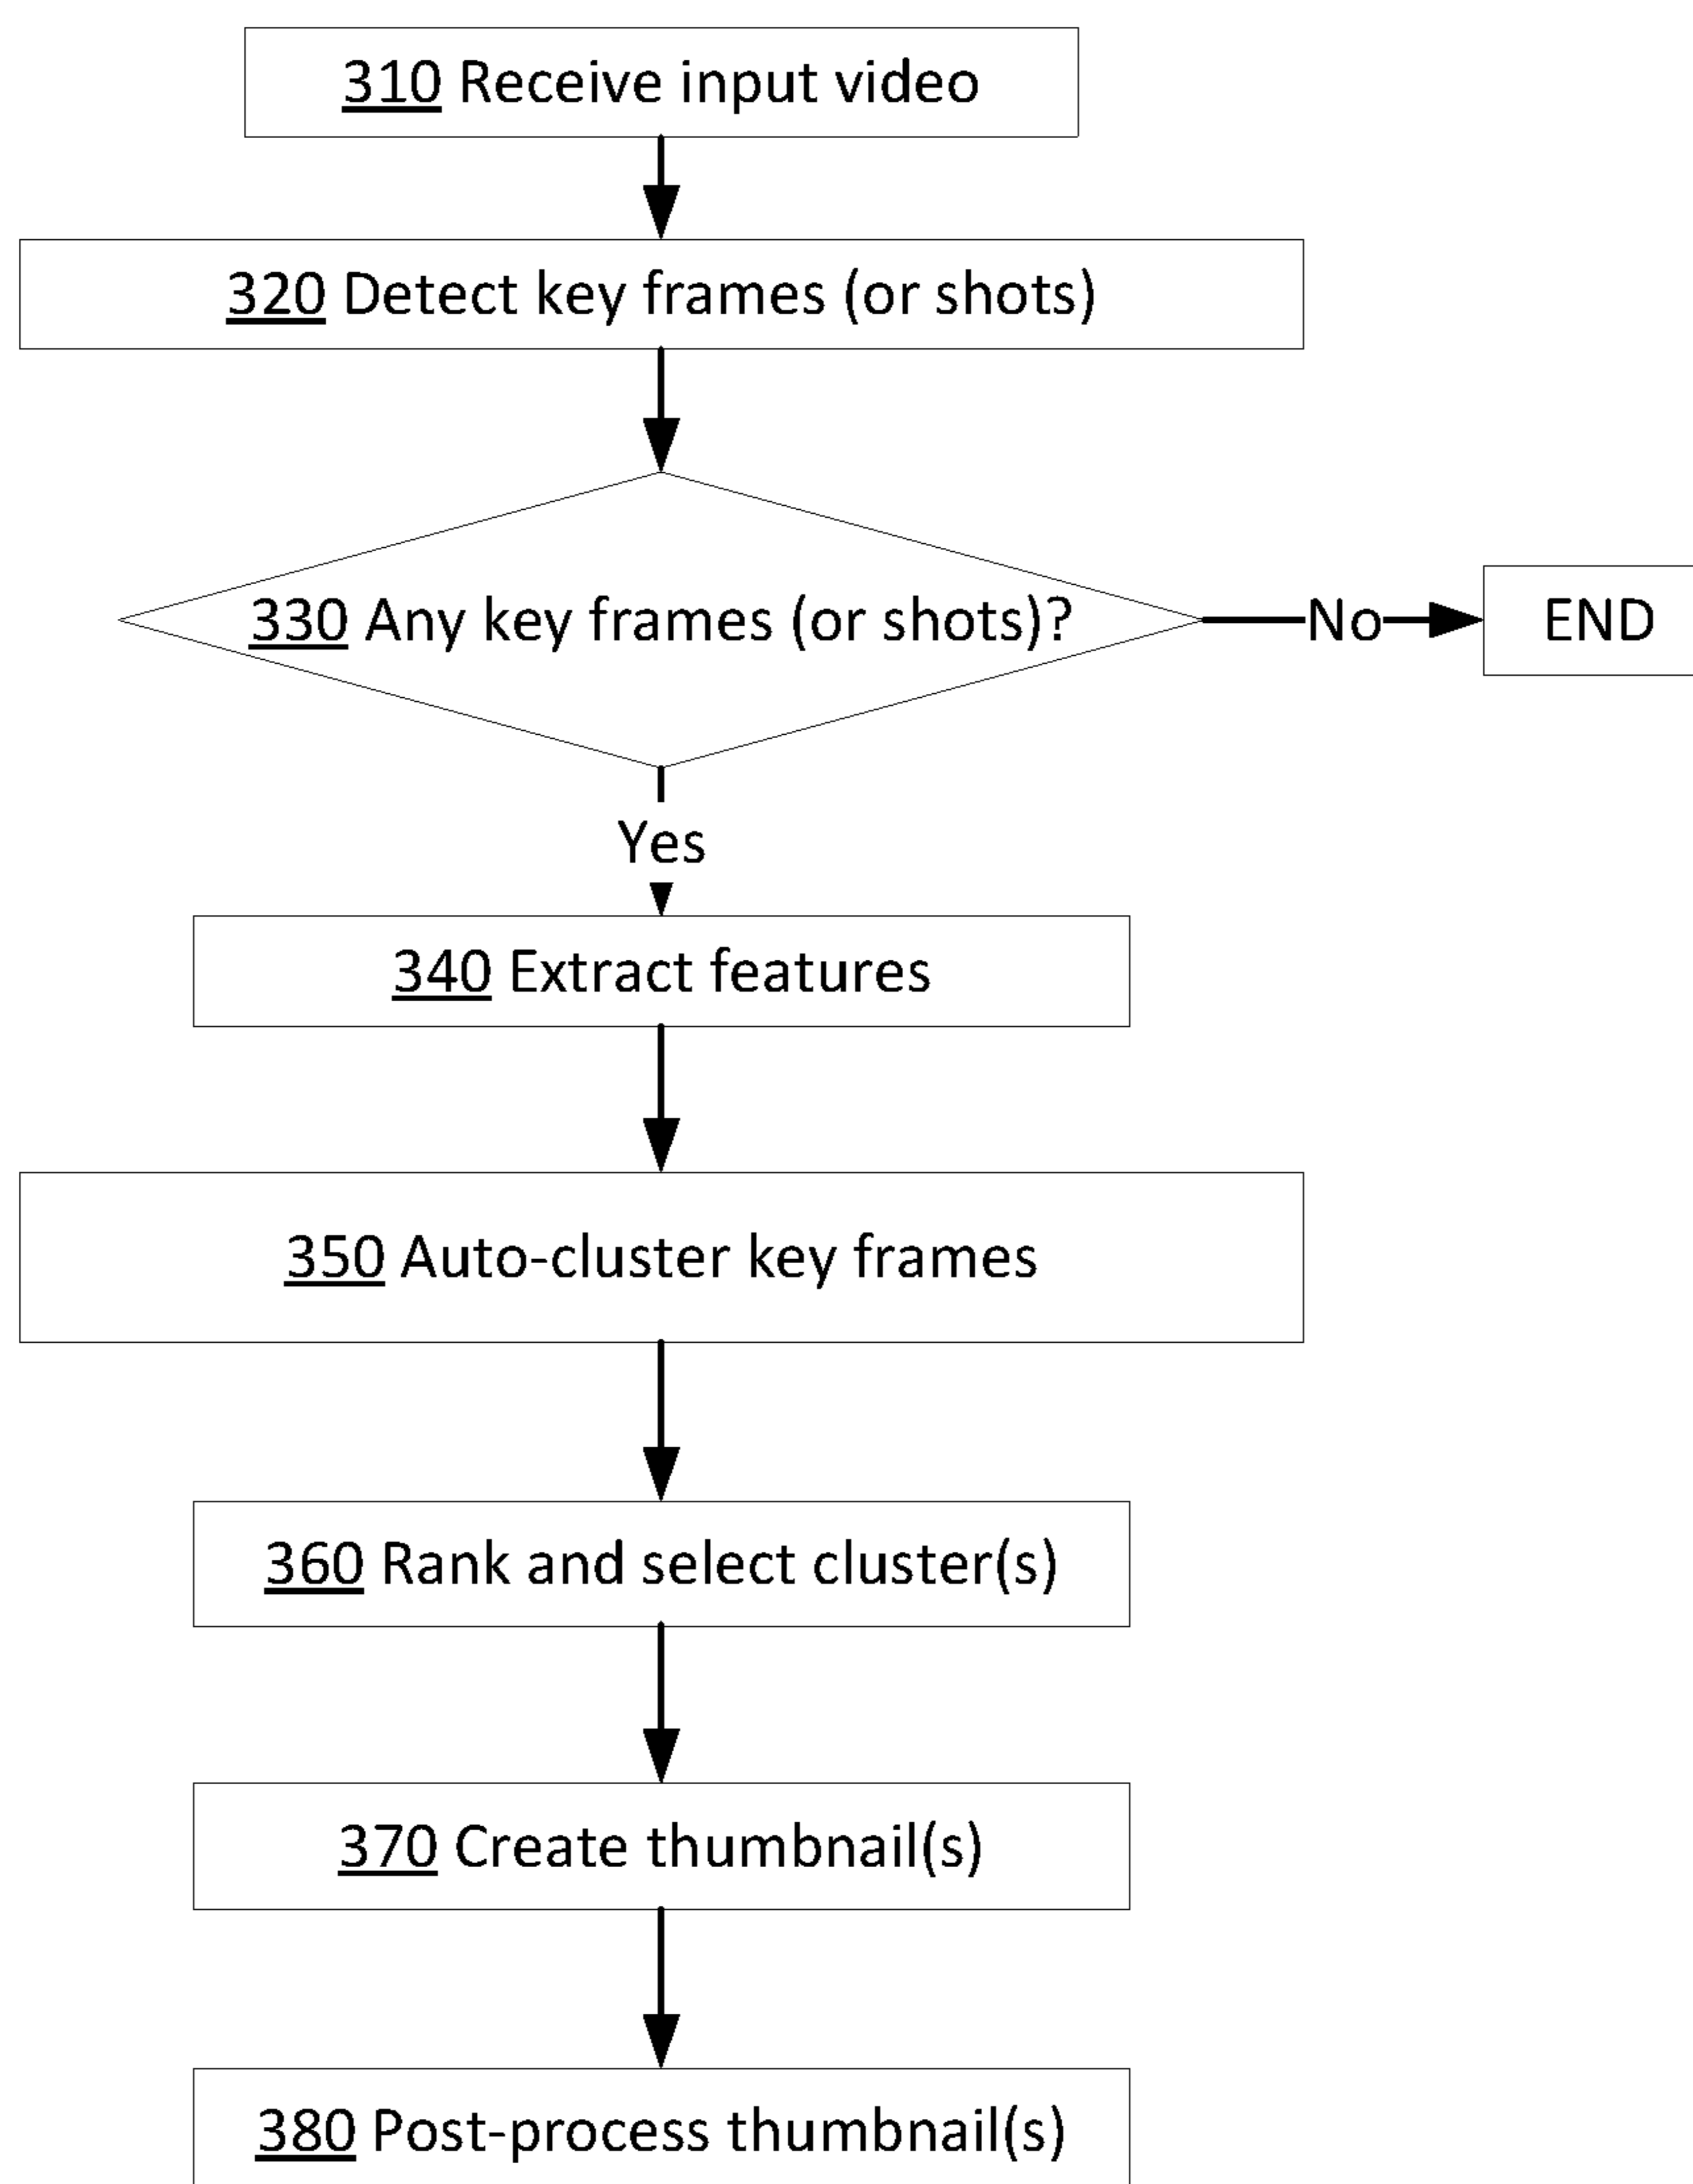 310 Receive input video
320 Detect key frames (or shots)
330 Any key frames (or shots)?
No
END
Yes
340 Extract features
350 Auto-cluster key frames
360 Rank and select cluster(s)
370 Create thumbnail(s)
380 Post-process thumbnail(s)